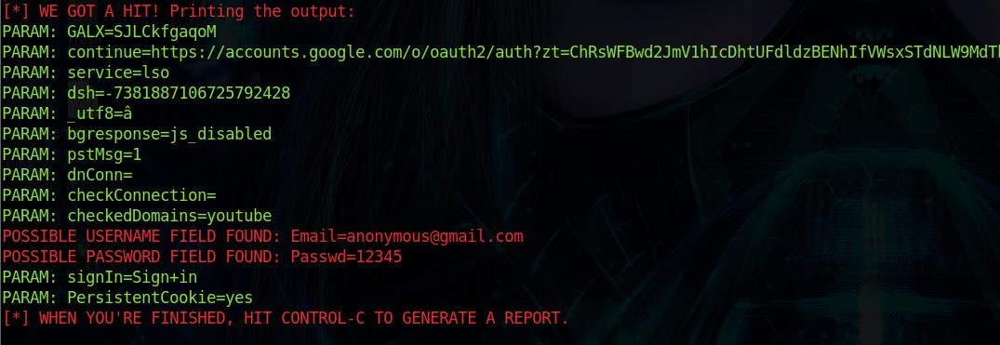 [*] WE GOT A HIT! Printing the output:
PARAM: GALX=SJLCkfgaqoM
PARAM: continue=https://accounts.google.com/o/oauth2/auth?zt=ChRsWFBwd2JmV1hIcDhtUFdldzBENhIfVWsxSTdNLW9MdTh
PARAM: service=lso
PARAM: dsh=-7381887106725792428
PARAM: _utf8=â
PARAM: bgresponse=js_disabled
PARAM: pstMsg=1
PARAM: dnConn=
PARAM: checkConnection=
PARAM: checkedDomains=youtube
POSSIBLE USERNAME FIELD FOUND: Email=anonymous@gmail.com
POSSIBLE PASSWORD FIELD FOUND: Passwd=12345
PARAM: signIn=Sign+in
PARAM: PersistentCookie=yes
[*] WHEN YOU'RE FINISHED, HIT CONTROL-C TO GENERATE A REPORT.